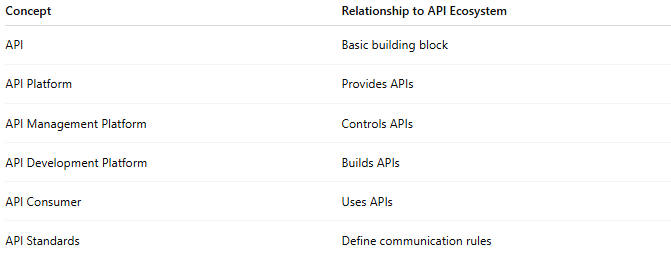 Concept Relationship to API Ecosystem
API Basic building block
API Platform Provides APIs
API Management Platform Controls APIs
API Development Platform Builds APIs
API Consumer Uses APIs
API Standards Define communication rules